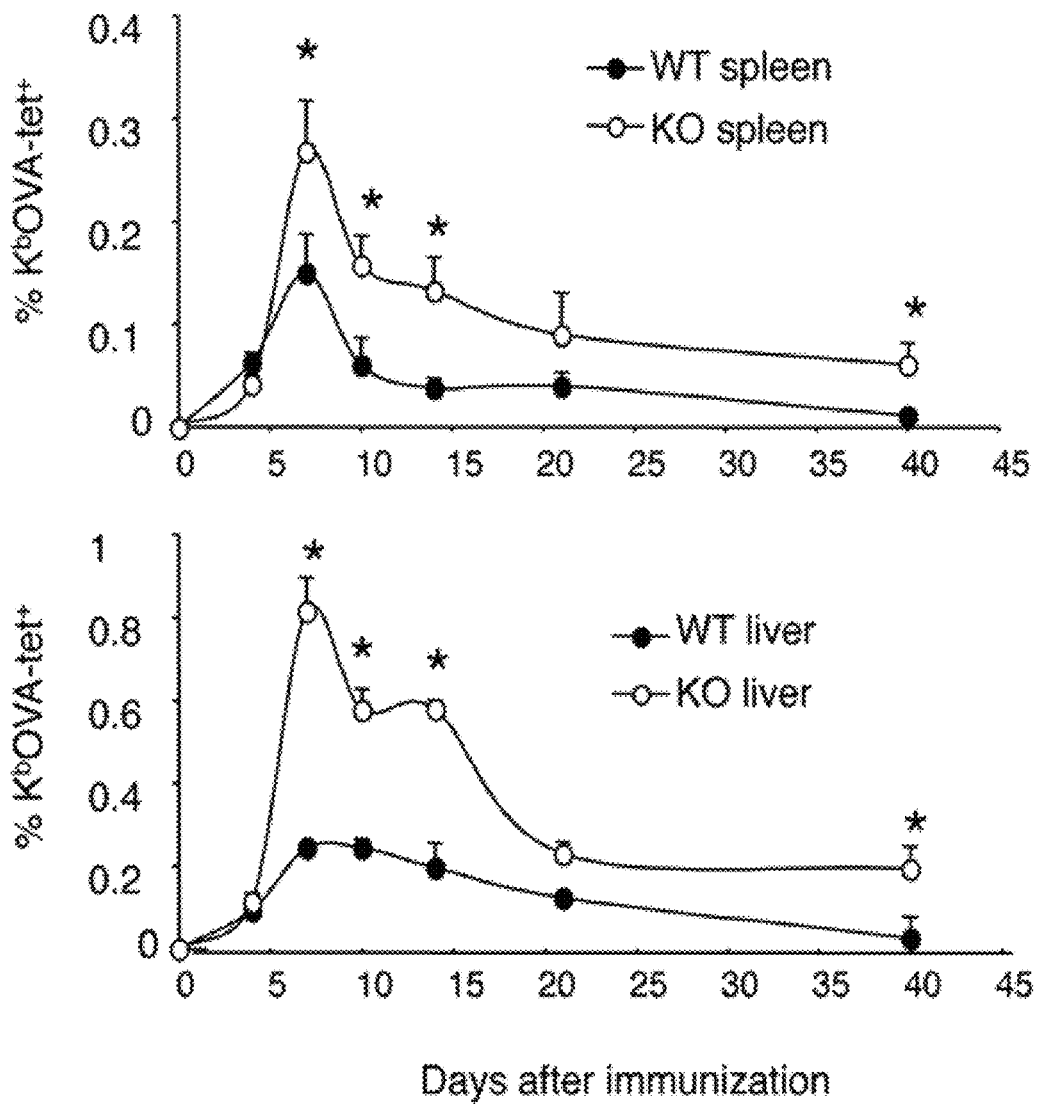 % KᵇOVA-tet⁺
0.4
0.3
0.2
0.1
0
*
*
*
*
WT spleen
KO spleen
0 5 10 15 20 25 30 35 40 45
% KᵇOVA-tet⁺
1
0.8
0.6
0.4
0.2
0
*
*
*
*
WT liver
KO liver
0 5 10 15 20 25 30 35 40 45
Days after immunization